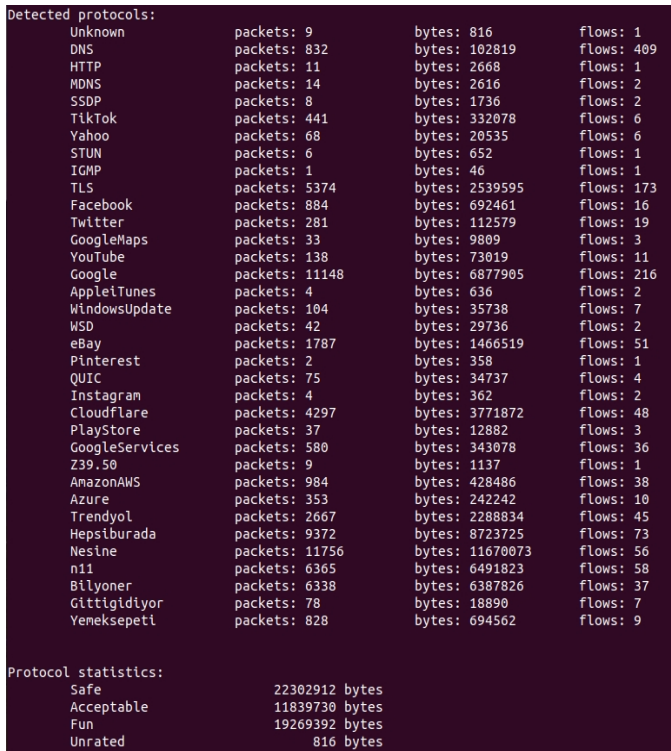 Detected protocols:
Unknown packets: 9 bytes: 816 flows: 1
DNS packets: 832 bytes: 102819 flows: 409
HTTP packets: 11 bytes: 2668 flows: 1
MDNS packets: 14 bytes: 2616 flows: 2
SSDP packets: 8 bytes: 1736 flows: 2
TikTok packets: 441 bytes: 332078 flows: 6
Yahoo packets: 68 bytes: 20535 flows: 6
STUN packets: 6 bytes: 652 flows: 1
IGMP packets: 1 bytes: 46 flows: 1
TLS packets: 5374 bytes: 2539595 flows: 173
Facebook packets: 884 bytes: 692461 flows: 16
Twitter packets: 281 bytes: 112579 flows: 19
GoogleMaps packets: 33 bytes: 9809 flows: 3
YouTube packets: 138 bytes: 73019 flows: 11
Google packets: 11148 bytes: 6877905 flows: 216
AppleiTunes packets: 4 bytes: 636 flows: 2
WindowsUpdate packets: 104 bytes: 35738 flows: 7
WSD packets: 42 bytes: 29736 flows: 2
eBay packets: 1787 bytes: 1466519 flows: 51
Pinterest packets: 2 bytes: 358 flows: 1
QUIC packets: 75 bytes: 34737 flows: 4
Instagram packets: 4 bytes: 362 flows: 2
Cloudflare packets: 4297 bytes: 3771872 flows: 48
PlayStore packets: 37 bytes: 12882 flows: 3
GoogleServices packets: 580 bytes: 343078 flows: 36
Z39.50 packets: 9 bytes: 1137 flows: 1
AmazonAWS packets: 984 bytes: 428486 flows: 38
Azure packets: 353 bytes: 242242 flows: 10
Trendyol packets: 2667 bytes: 2288834 flows: 45
Hepsiburada packets: 9372 bytes: 8723725 flows: 73
Nesine packets: 11756 bytes: 11670073 flows: 56
n11 packets: 6365 bytes: 6491823 flows: 58
Bilyoner packets: 6338 bytes: 6387826 flows: 37
Gittigidiyor packets: 78 bytes: 18890 flows: 7
Yemeksepeti packets: 828 bytes: 694562 flows: 9
Protocol statistics:
Safe 22302912 bytes
Acceptable 11839730 bytes
Fun 19269392 bytes
Unrated 816 bytes